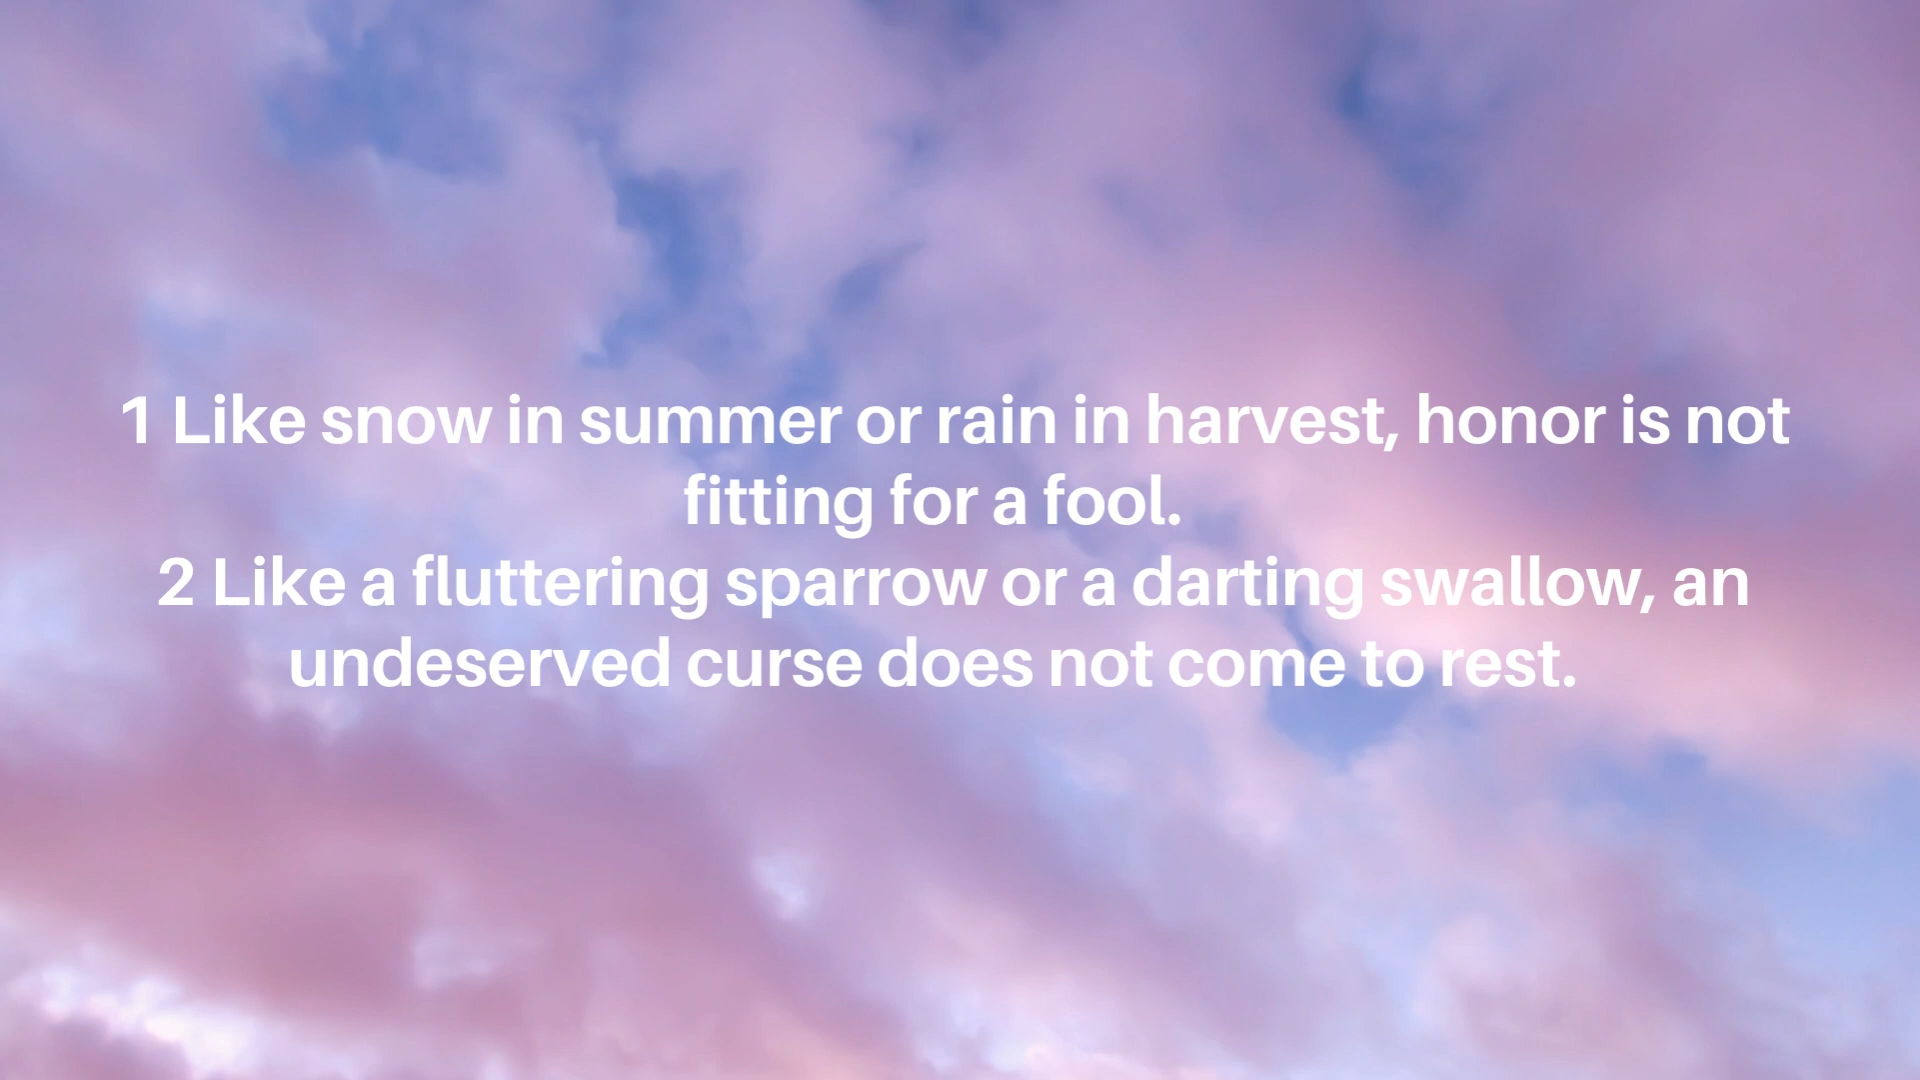 1 Like snow in summer or rain in harvest, honor is not
fitting for a fool.
2 Like a fluttering sparrow or a darting swallow, an
undeserved curse does not come to rest.